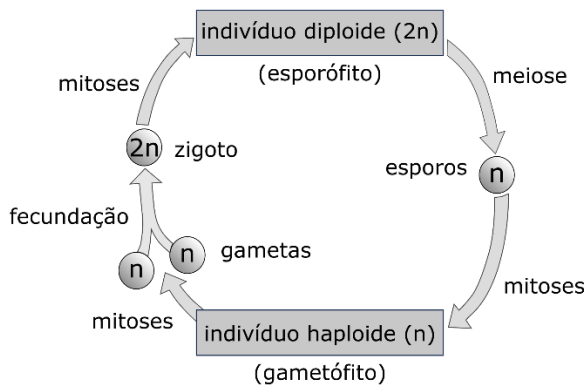 indivíduo diploide (2n)
(esporófito)
mitoses
meiose
2n
zigoto
esporos
n
fecundação
n
gametas
n
mitoses
mitoses
indivíduo haploide (n)
(gametófito)